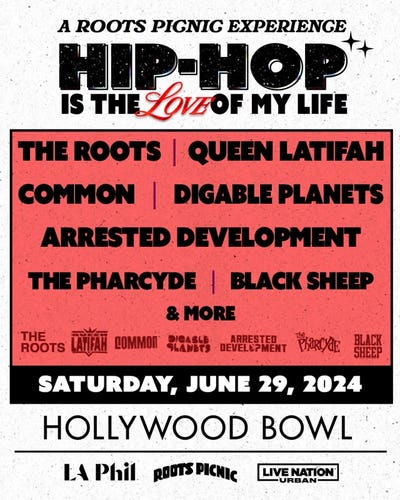 A ROOTS PICNIC EXPERIENCE
HIP-HOP
IS THE Love OF MY LIFE
THE ROOTS | QUEEN LATIFAH
COMMON | DIGABLE PLANETS
ARRESTED DEVELOPMENT
THE PHARCYDE | BLACK SHEEP
& MORE
THE ROOTS QUEEN LATIFAH COMMON DIGABLE PLANETS ARRESTED DEVELOPMENT The PHARCYDE BLACK SHEEP
SATURDAY, JUNE 29, 2024
HOLLYWOOD BOWL
LA Phil ROOTS PICNIC LIVE NATION URBAN